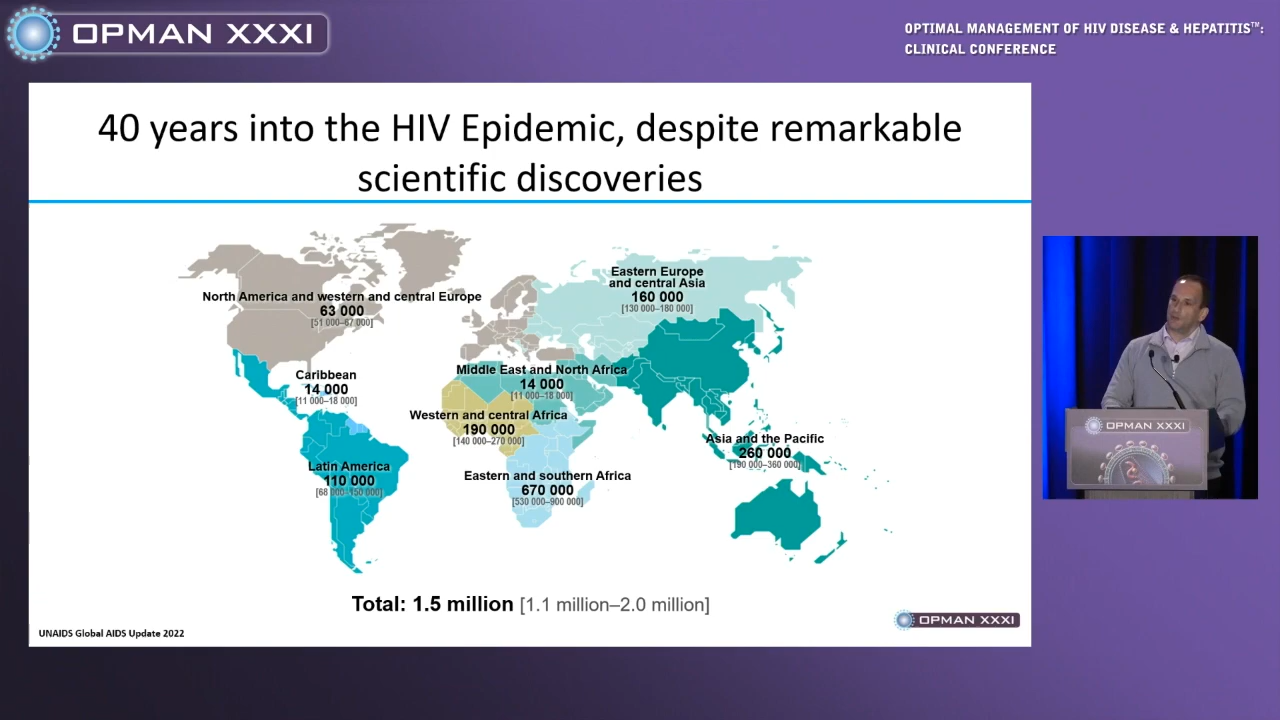 OPMAN XXXI
OPTIMAL MANAGEMENT OF HIV DISEASE & HEPATITIS™:
CLINICAL CONFERENCE
40 years into the HIV Epidemic, despite remarkable
scientific discoveries
Eastern Europe
and central Asia
160 000
[130 000–180 000]
North America and western and central Europe
63 000
[51 000–67 000]
Middle East and North Africa
14 000
[11 000–18 000]
Caribbean
14 000
[11 000–18 000]
Western and central Africa
190 000
[140 000–270 000]
Asia and the Pacific
260 000
[190 000–360 000]
Latin America
110 000
[68 000–150 000]
Eastern and southern Africa
670 000
[530 000–900 000]
Total: 1.5 million [1.1 million–2.0 million]
UNAIDS Global AIDS Update 2022
OPMAN XXXI
OPMAN XXXI